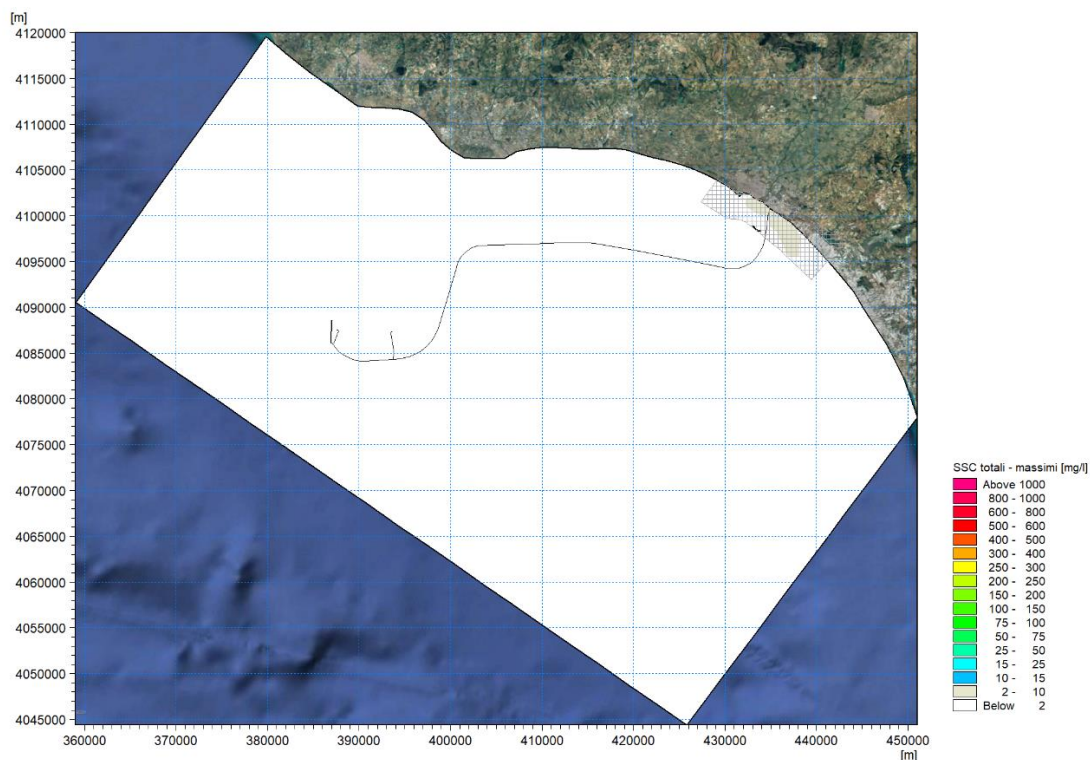 [m]
4120000
4115000
4110000
4105000
4100000
4095000
4090000
4085000
4080000
4075000
4070000
4065000
4060000
4055000
4050000
4045000
360000 370000 380000 390000 400000 410000 420000 430000 440000 450000
[m]
SSC totali - massimi [mg/l]
Above 1000
800 - 1000
600 - 800
500 - 600
400 - 500
300 - 400
250 - 300
200 - 250
150 - 200
100 - 150
75 - 100
50 - 75
25 - 50
15 - 25
10 - 15
2 - 10
Below 2